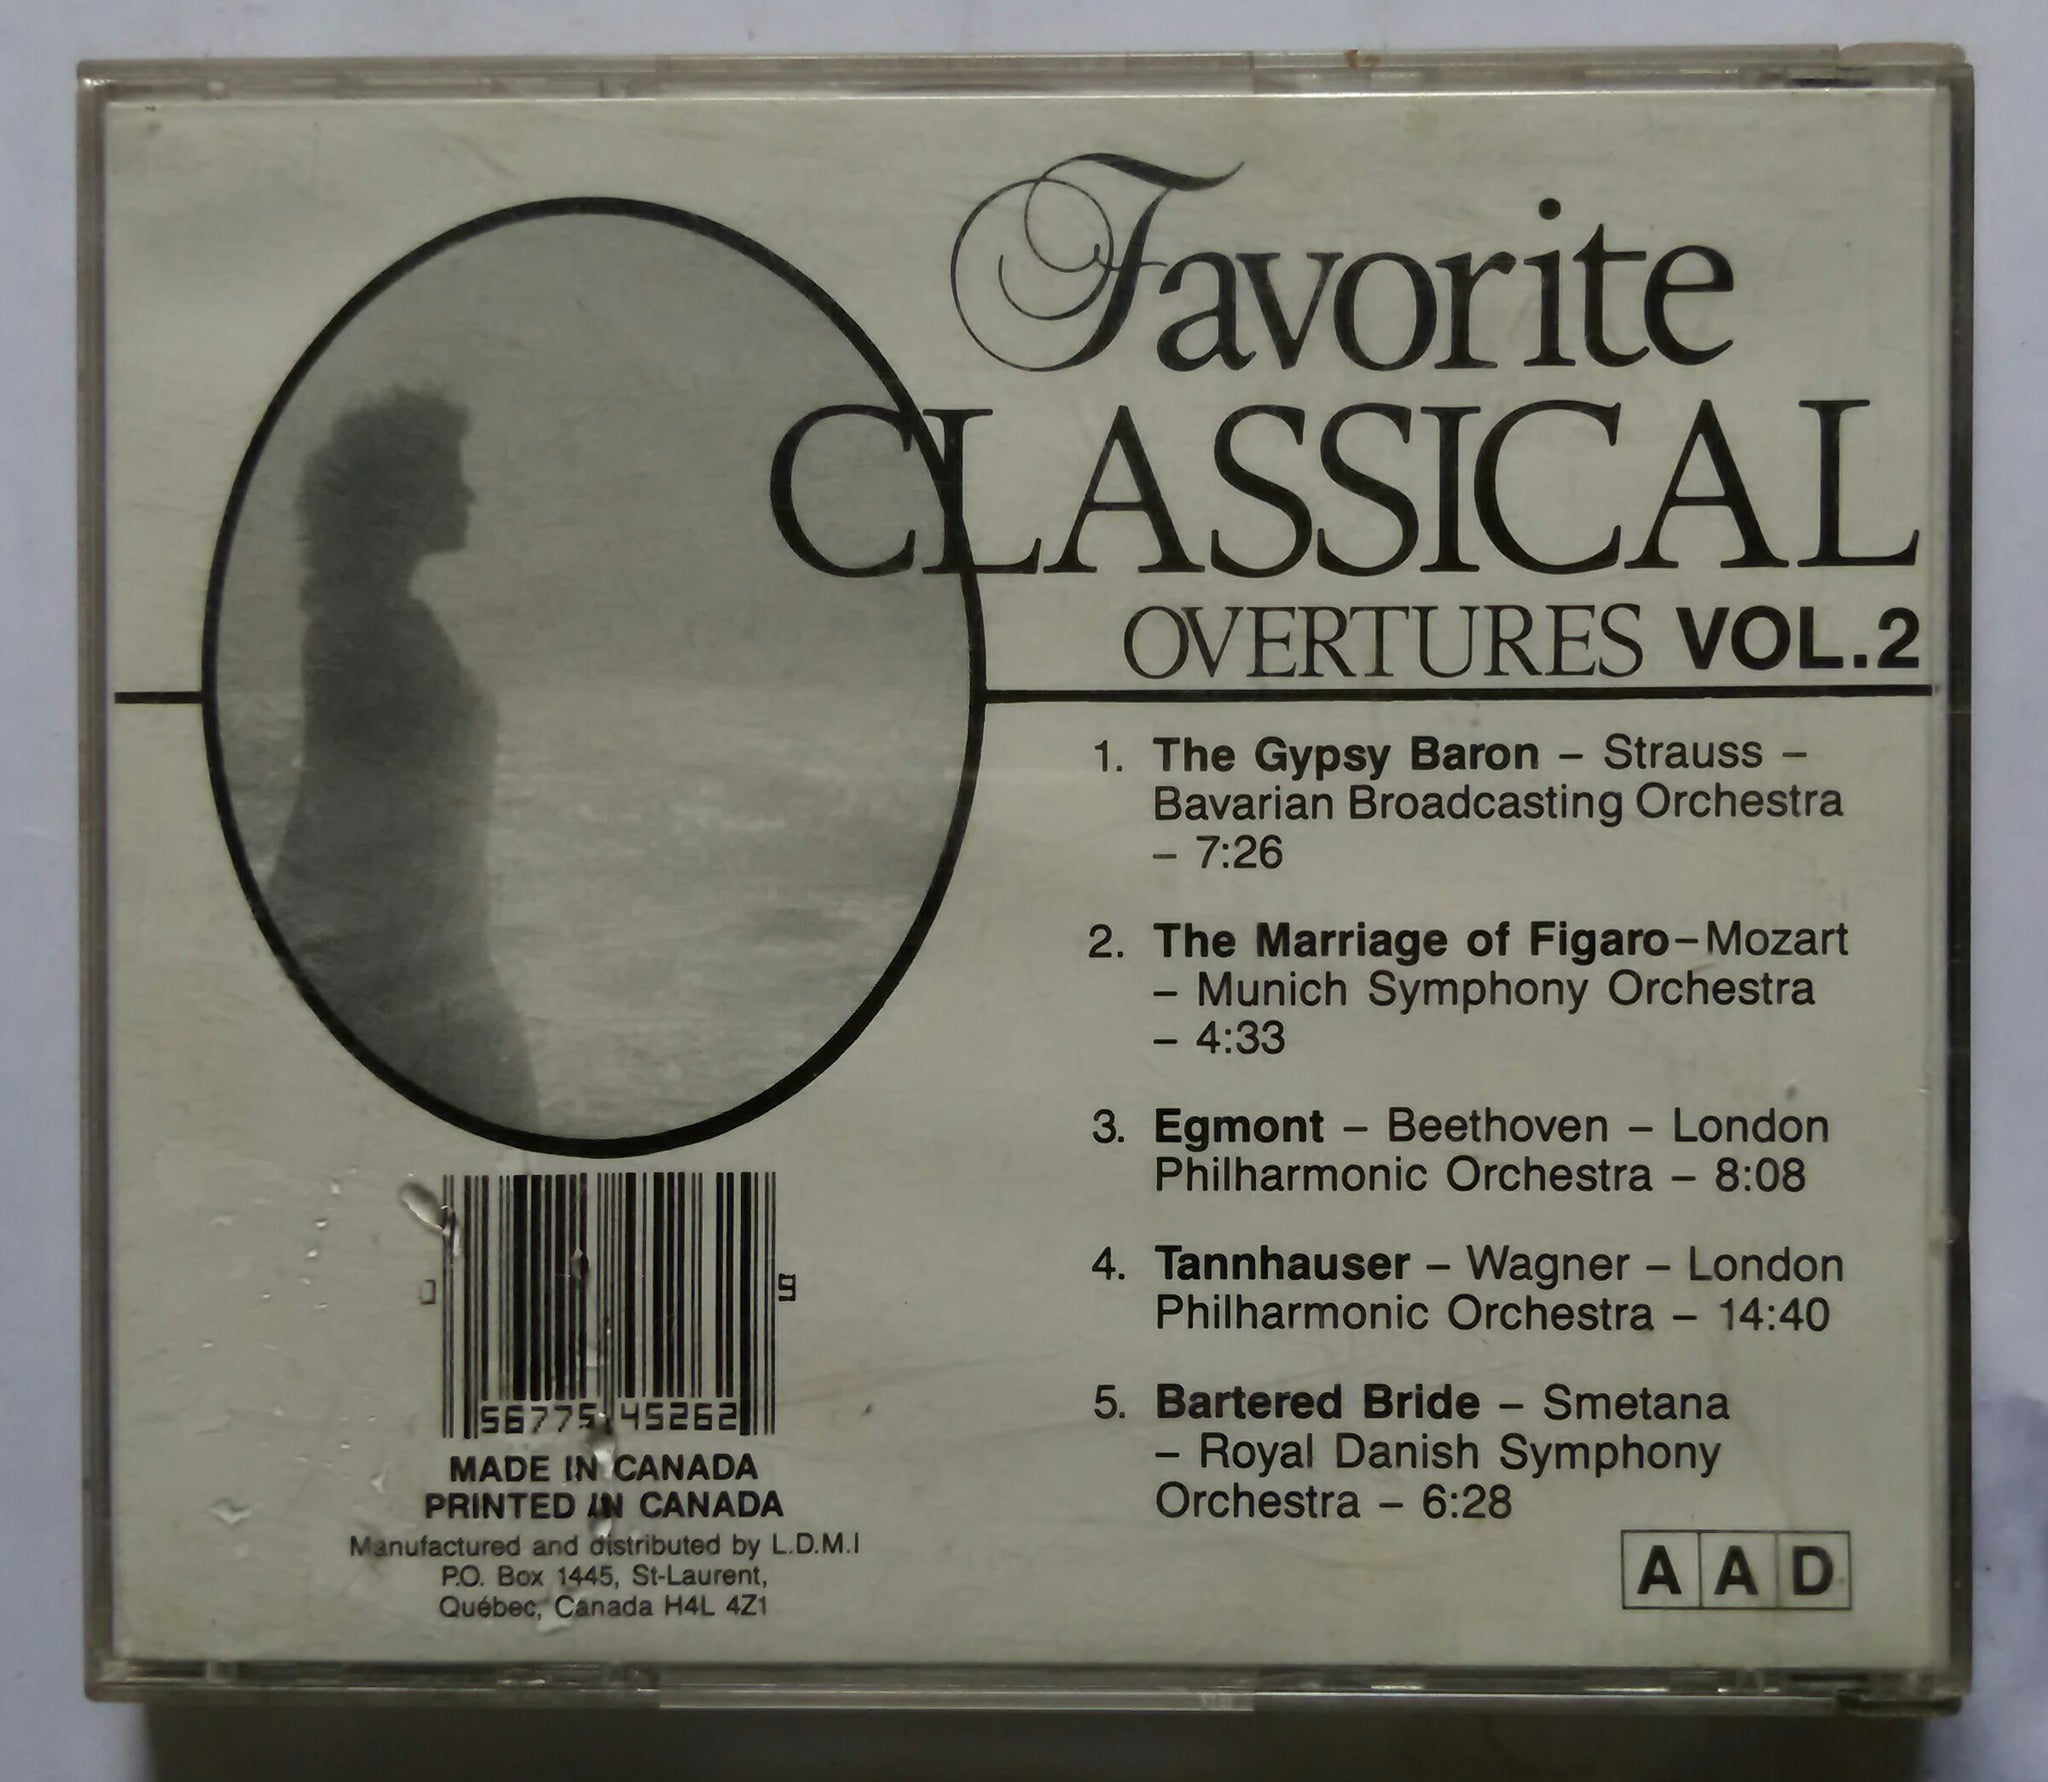 Favorite
CLASSICAL
OVERTURES VOL.2
1. The Gypsy Baron – Strauss –
Bavarian Broadcasting Orchestra
– 7:26
2. The Marriage of Figaro–Mozart
– Munich Symphony Orchestra
– 4:33
3. Egmont – Beethoven – London
Philharmonic Orchestra – 8:08
4. Tannhauser – Wagner – London
Philharmonic Orchestra – 14:40
5. Bartered Bride – Smetana
– Royal Danish Symphony
Orchestra – 6:28
AAD
0
9
56775 45262
MADE IN CANADA
PRINTED IN CANADA
Manufactured and distributed by L.D.M.I
P.O. Box 1445, St-Laurent,
Québec, Canada H4L 4Z1